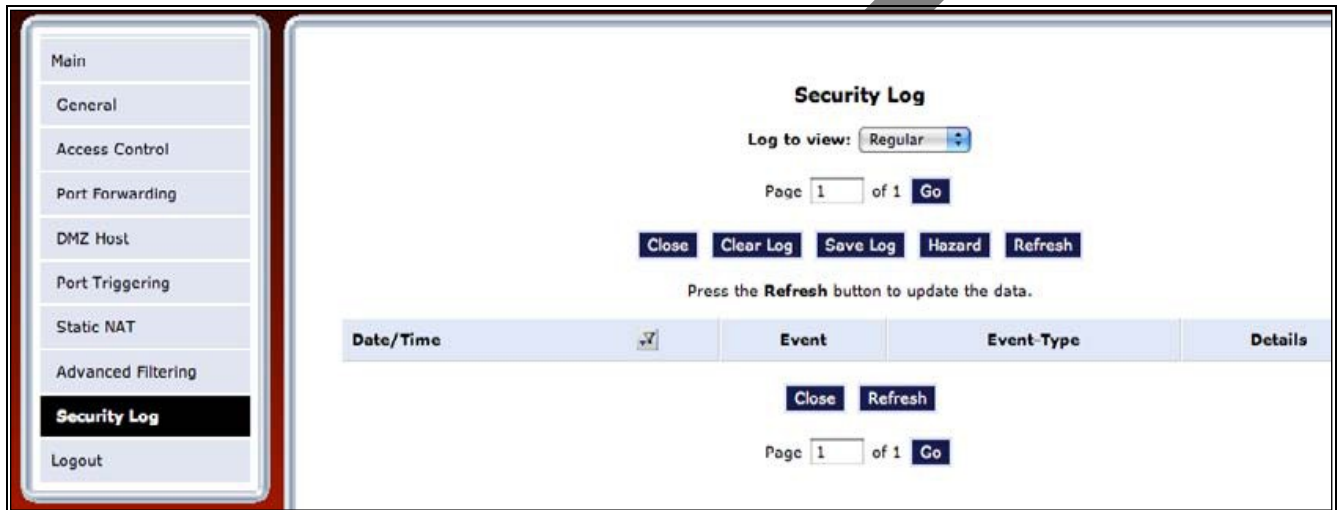 Main
General
Access Control
Port Forwarding
DMZ Host
Port Triggering
Static NAT
Advanced Filtering
Security Log
Logout
Security Log
Log to view: Regular
Page 1 of 1 Go
Close Clear Log Save Log Hazard Refresh
Press the Refresh button to update the data.
Date/Time Event Event-Type Details
Close Refresh
Page 1 of 1 Go